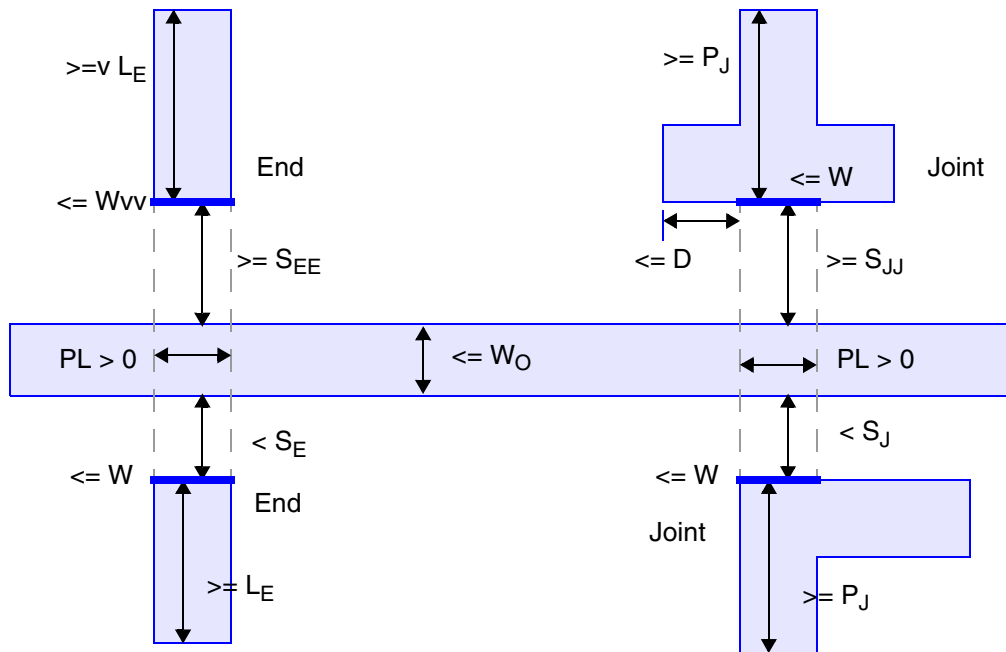 >=v L_E
>= P_J
End
<= W
Joint
<= Wvv
>= S_EE
<= D
>= S_JJ
PL > 0
<= W_O
PL > 0
< S_E
< S_J
<= W
<= W
End
Joint
>= L_E
>= P_J